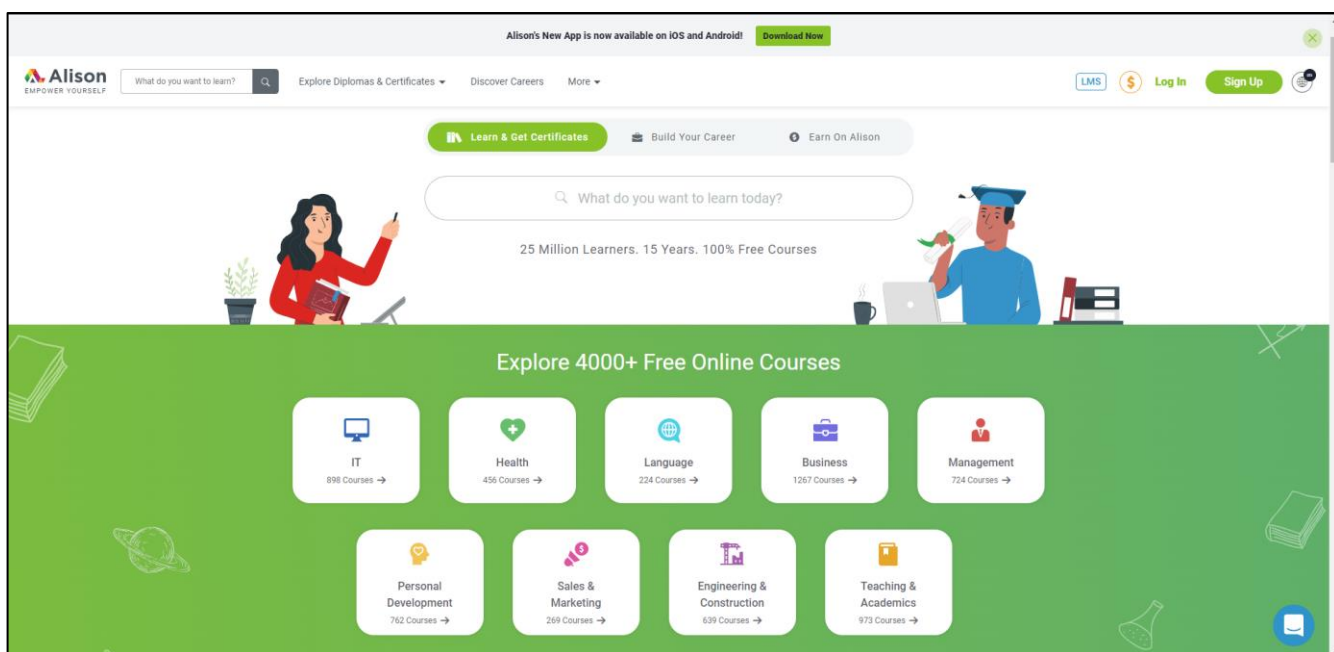 Alison's New App is now available on iOS and Android! Download Now
Alison
EMPOWER YOURSELF
What do you want to learn?
Explore Diplomas & Certificates
Discover Careers
More
LMS
$
Log In
Sign Up
Learn & Get Certificates
Build Your Career
Earn On Alison
What do you want to learn today?
25 Million Learners. 15 Years. 100% Free Courses
Explore 4000+ Free Online Courses
IT
898 Courses →
Health
456 Courses →
Language
224 Courses →
Business
1267 Courses →
Management
724 Courses →
Personal
Development
762 Courses →
Sales &
Marketing
269 Courses →
Engineering &
Construction
639 Courses →
Teaching &
Academics
973 Courses →